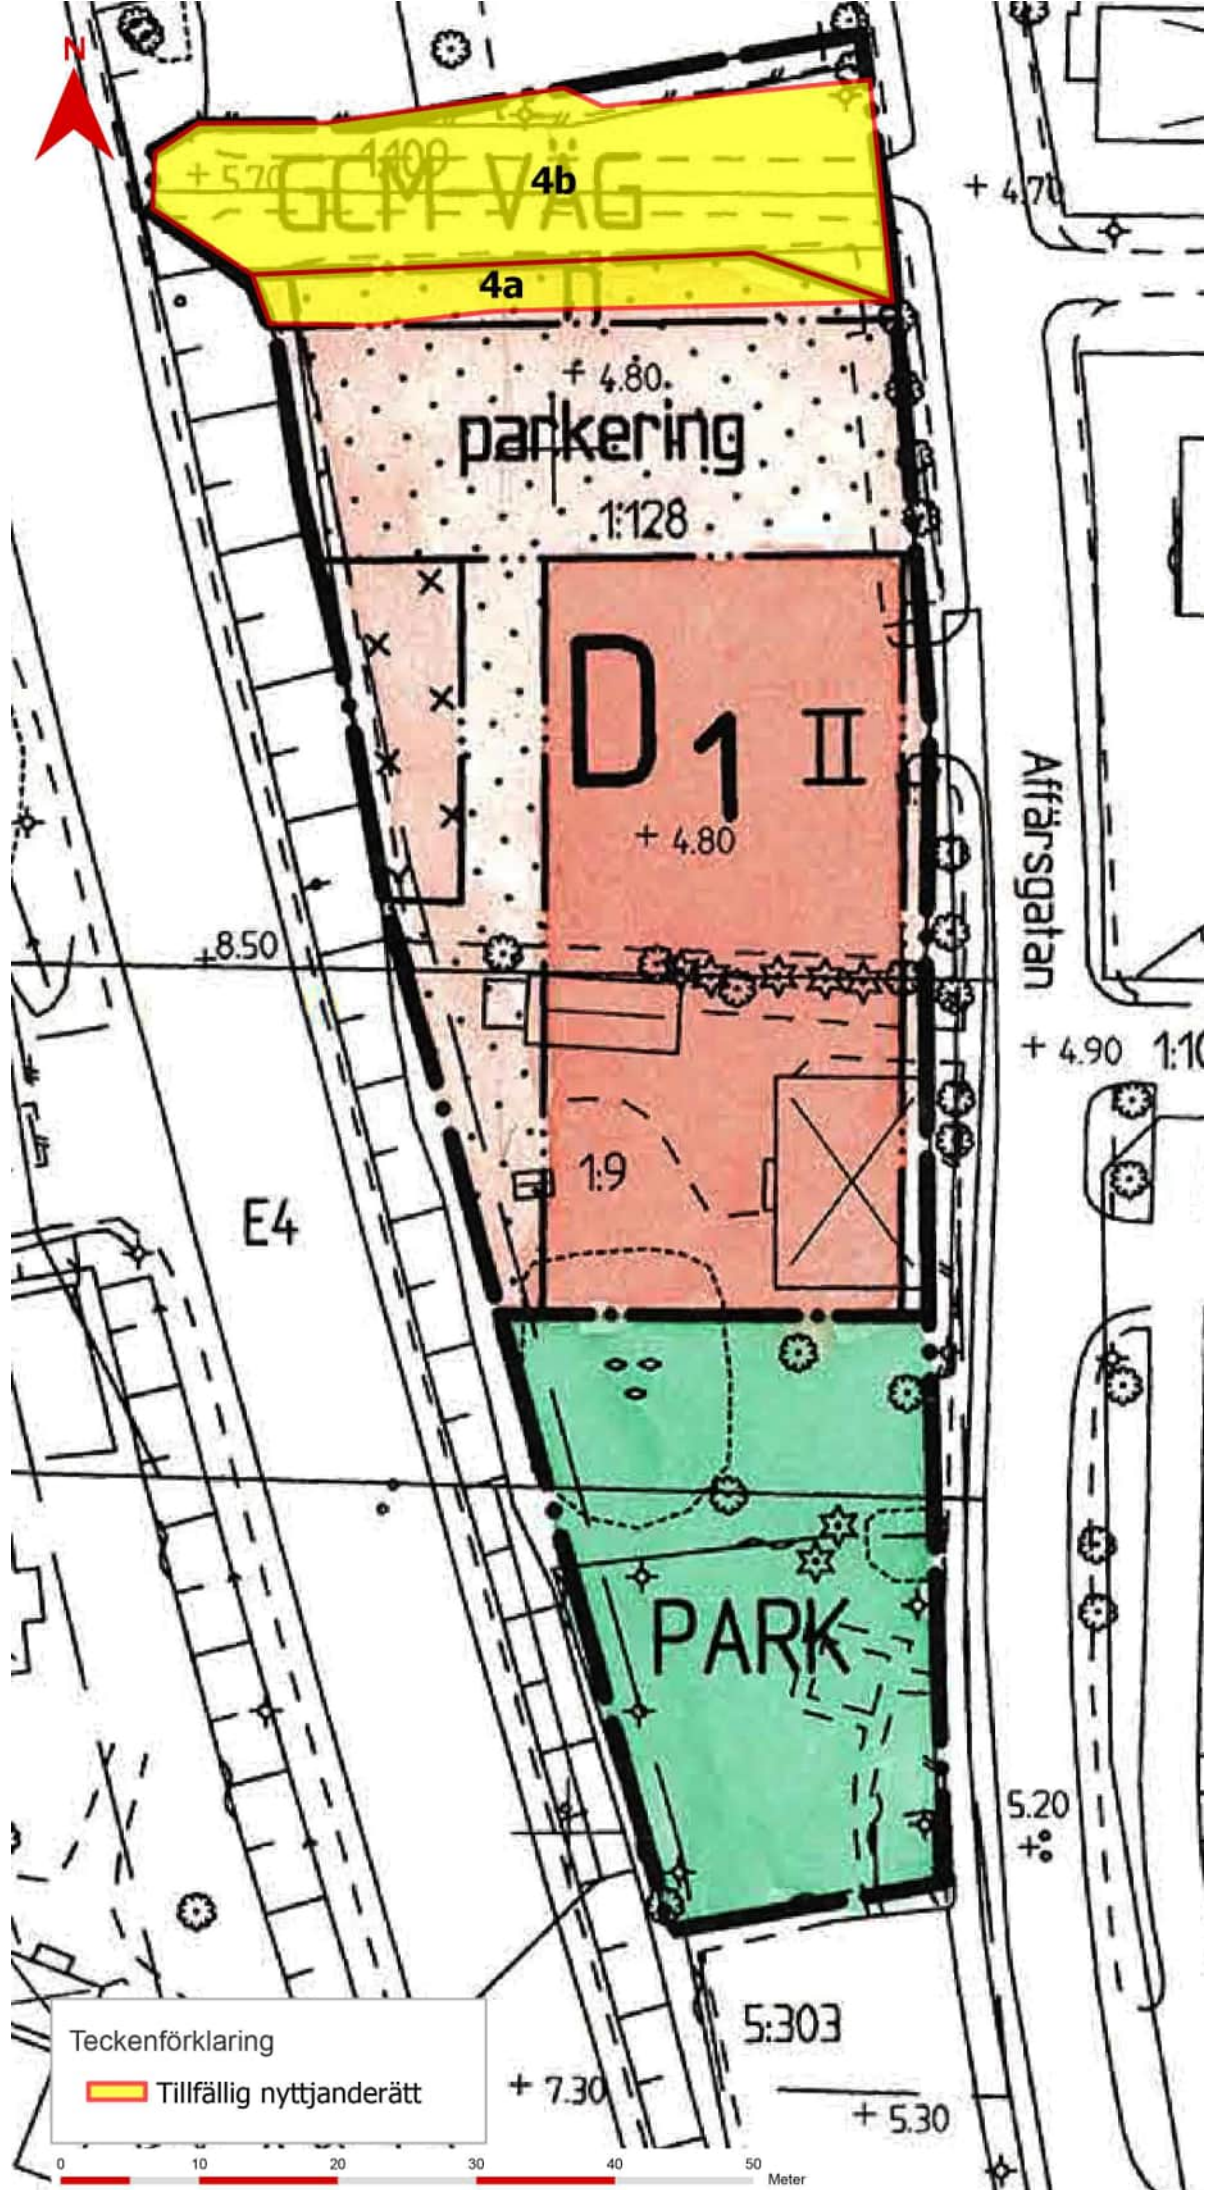 N
1:100
+ 5.70
GCM-VÄG
4b
+ 4.70
4a
n
+ 4.80
parkering
1:128
D1 II
+ 4.80
Affärsgatan
+ 8.50
+ 4.90
1:9
E4
PARK
5.20
+
5:303
Teckenförklaring
Tillfällig nyttjanderätt
+ 7.30
+ 5.30
0 10 20 30 40 50 Meter